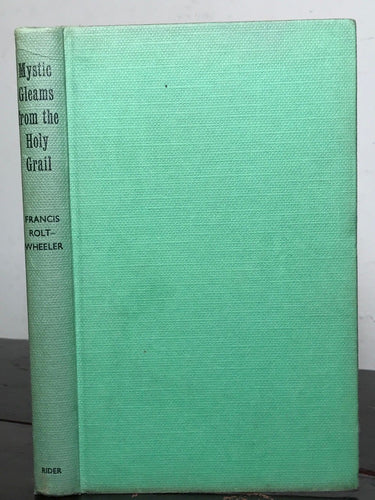 Mystic
Gleams
from the
Holy
Grail
FRANCIS
ROLT–
WHEELER
RIDER